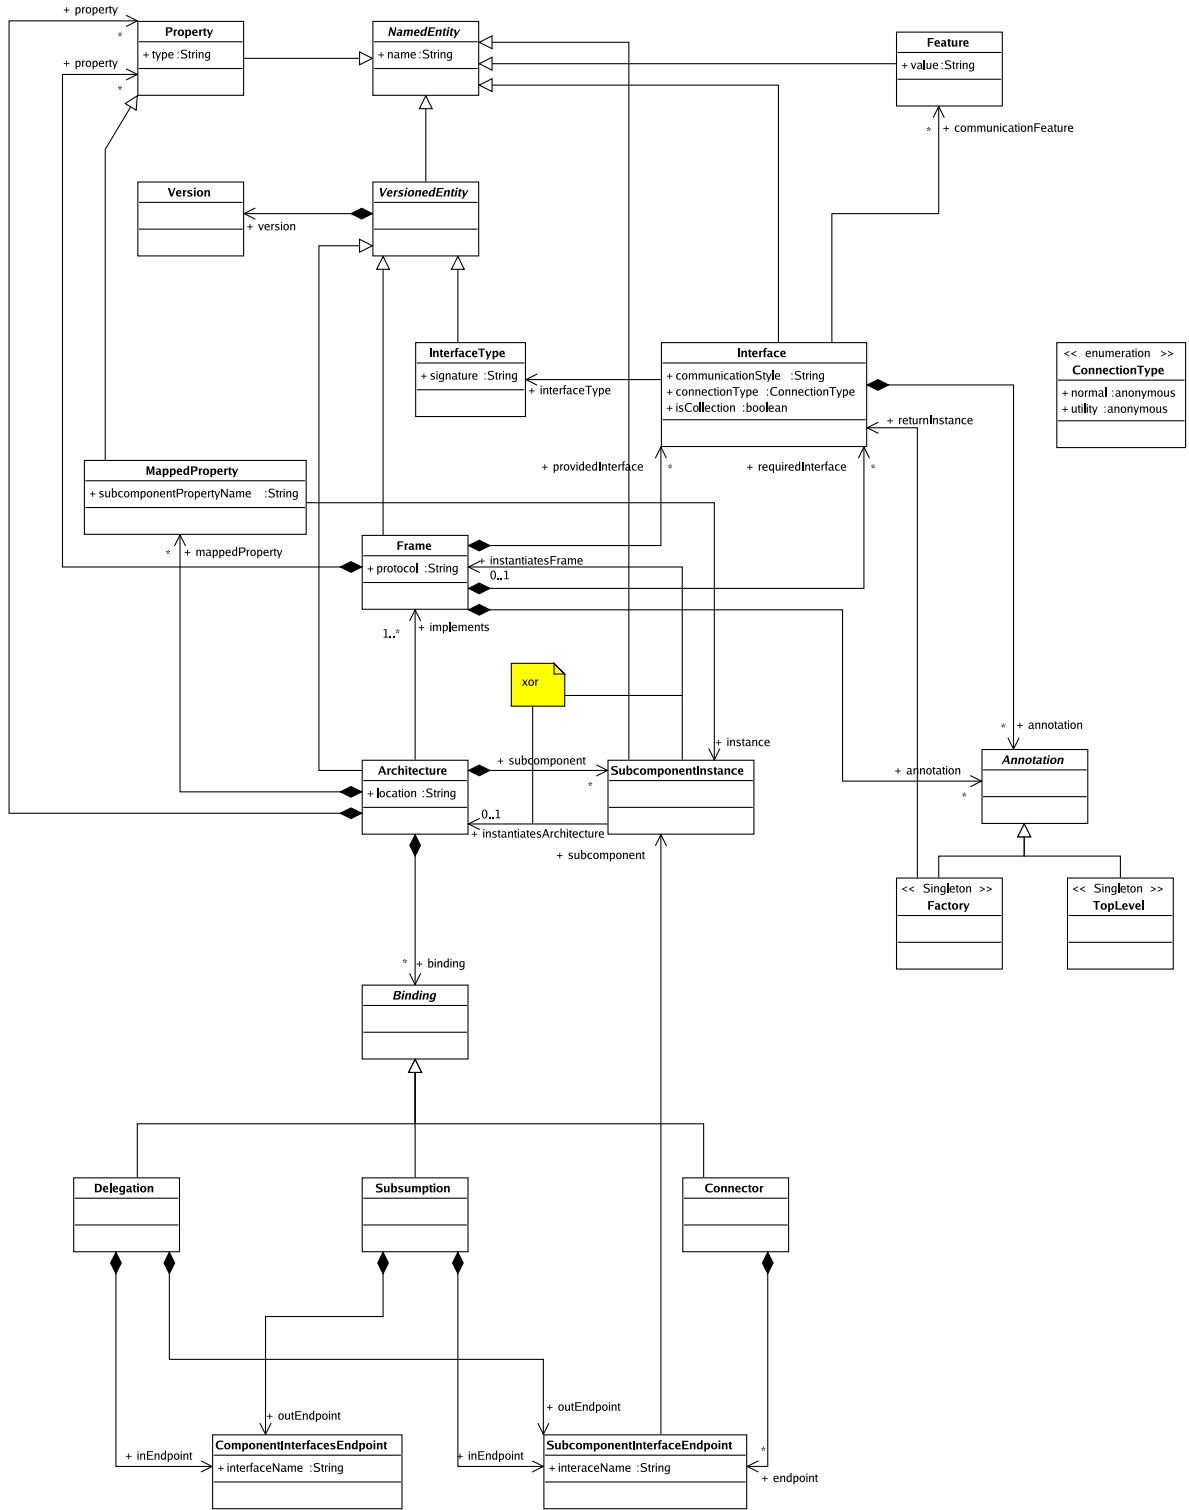 + property
*
Property
+ type :String
NamedEntity
+ name :String
Feature
+ value :String
+ property
*
* + communicationFeature
Version
VersionedEntity
+ version
InterfaceType
+ signature :String
+ interfaceType
Interface
+ communicationStyle :String
+ connectionType :ConnectionType
+ isCollection :boolean
<< enumeration >>
ConnectionType
+ normal :anonymous
+ utility :anonymous
+ returnInstance
+ providedInterface *
+ requiredInterface *
MappedProperty
+ subcomponentPropertyName :String
* + mappedProperty
Frame
+ protocol :String
+ instantiatesFrame
0..1
1..* + implements
xor
+ instance
* + annotation
Architecture
+ location :String
+ subcomponent
*
SubcomponentInstance
+ annotation
*
Annotation
0..1
+ instantiatesArchitecture
+ subcomponent
<< Singleton >>
Factory
<< Singleton >>
TopLevel
* + binding
Binding
Delegation
Subsumption
Connector
+ outEndpoint
+ outEndpoint
+ inEndpoint
ComponentInterfacesEndpoint
+ interfaceName :String
+ inEndpoint
SubcomponentInterfaceEndpoint
+ interaceName :String
*
+ endpoint